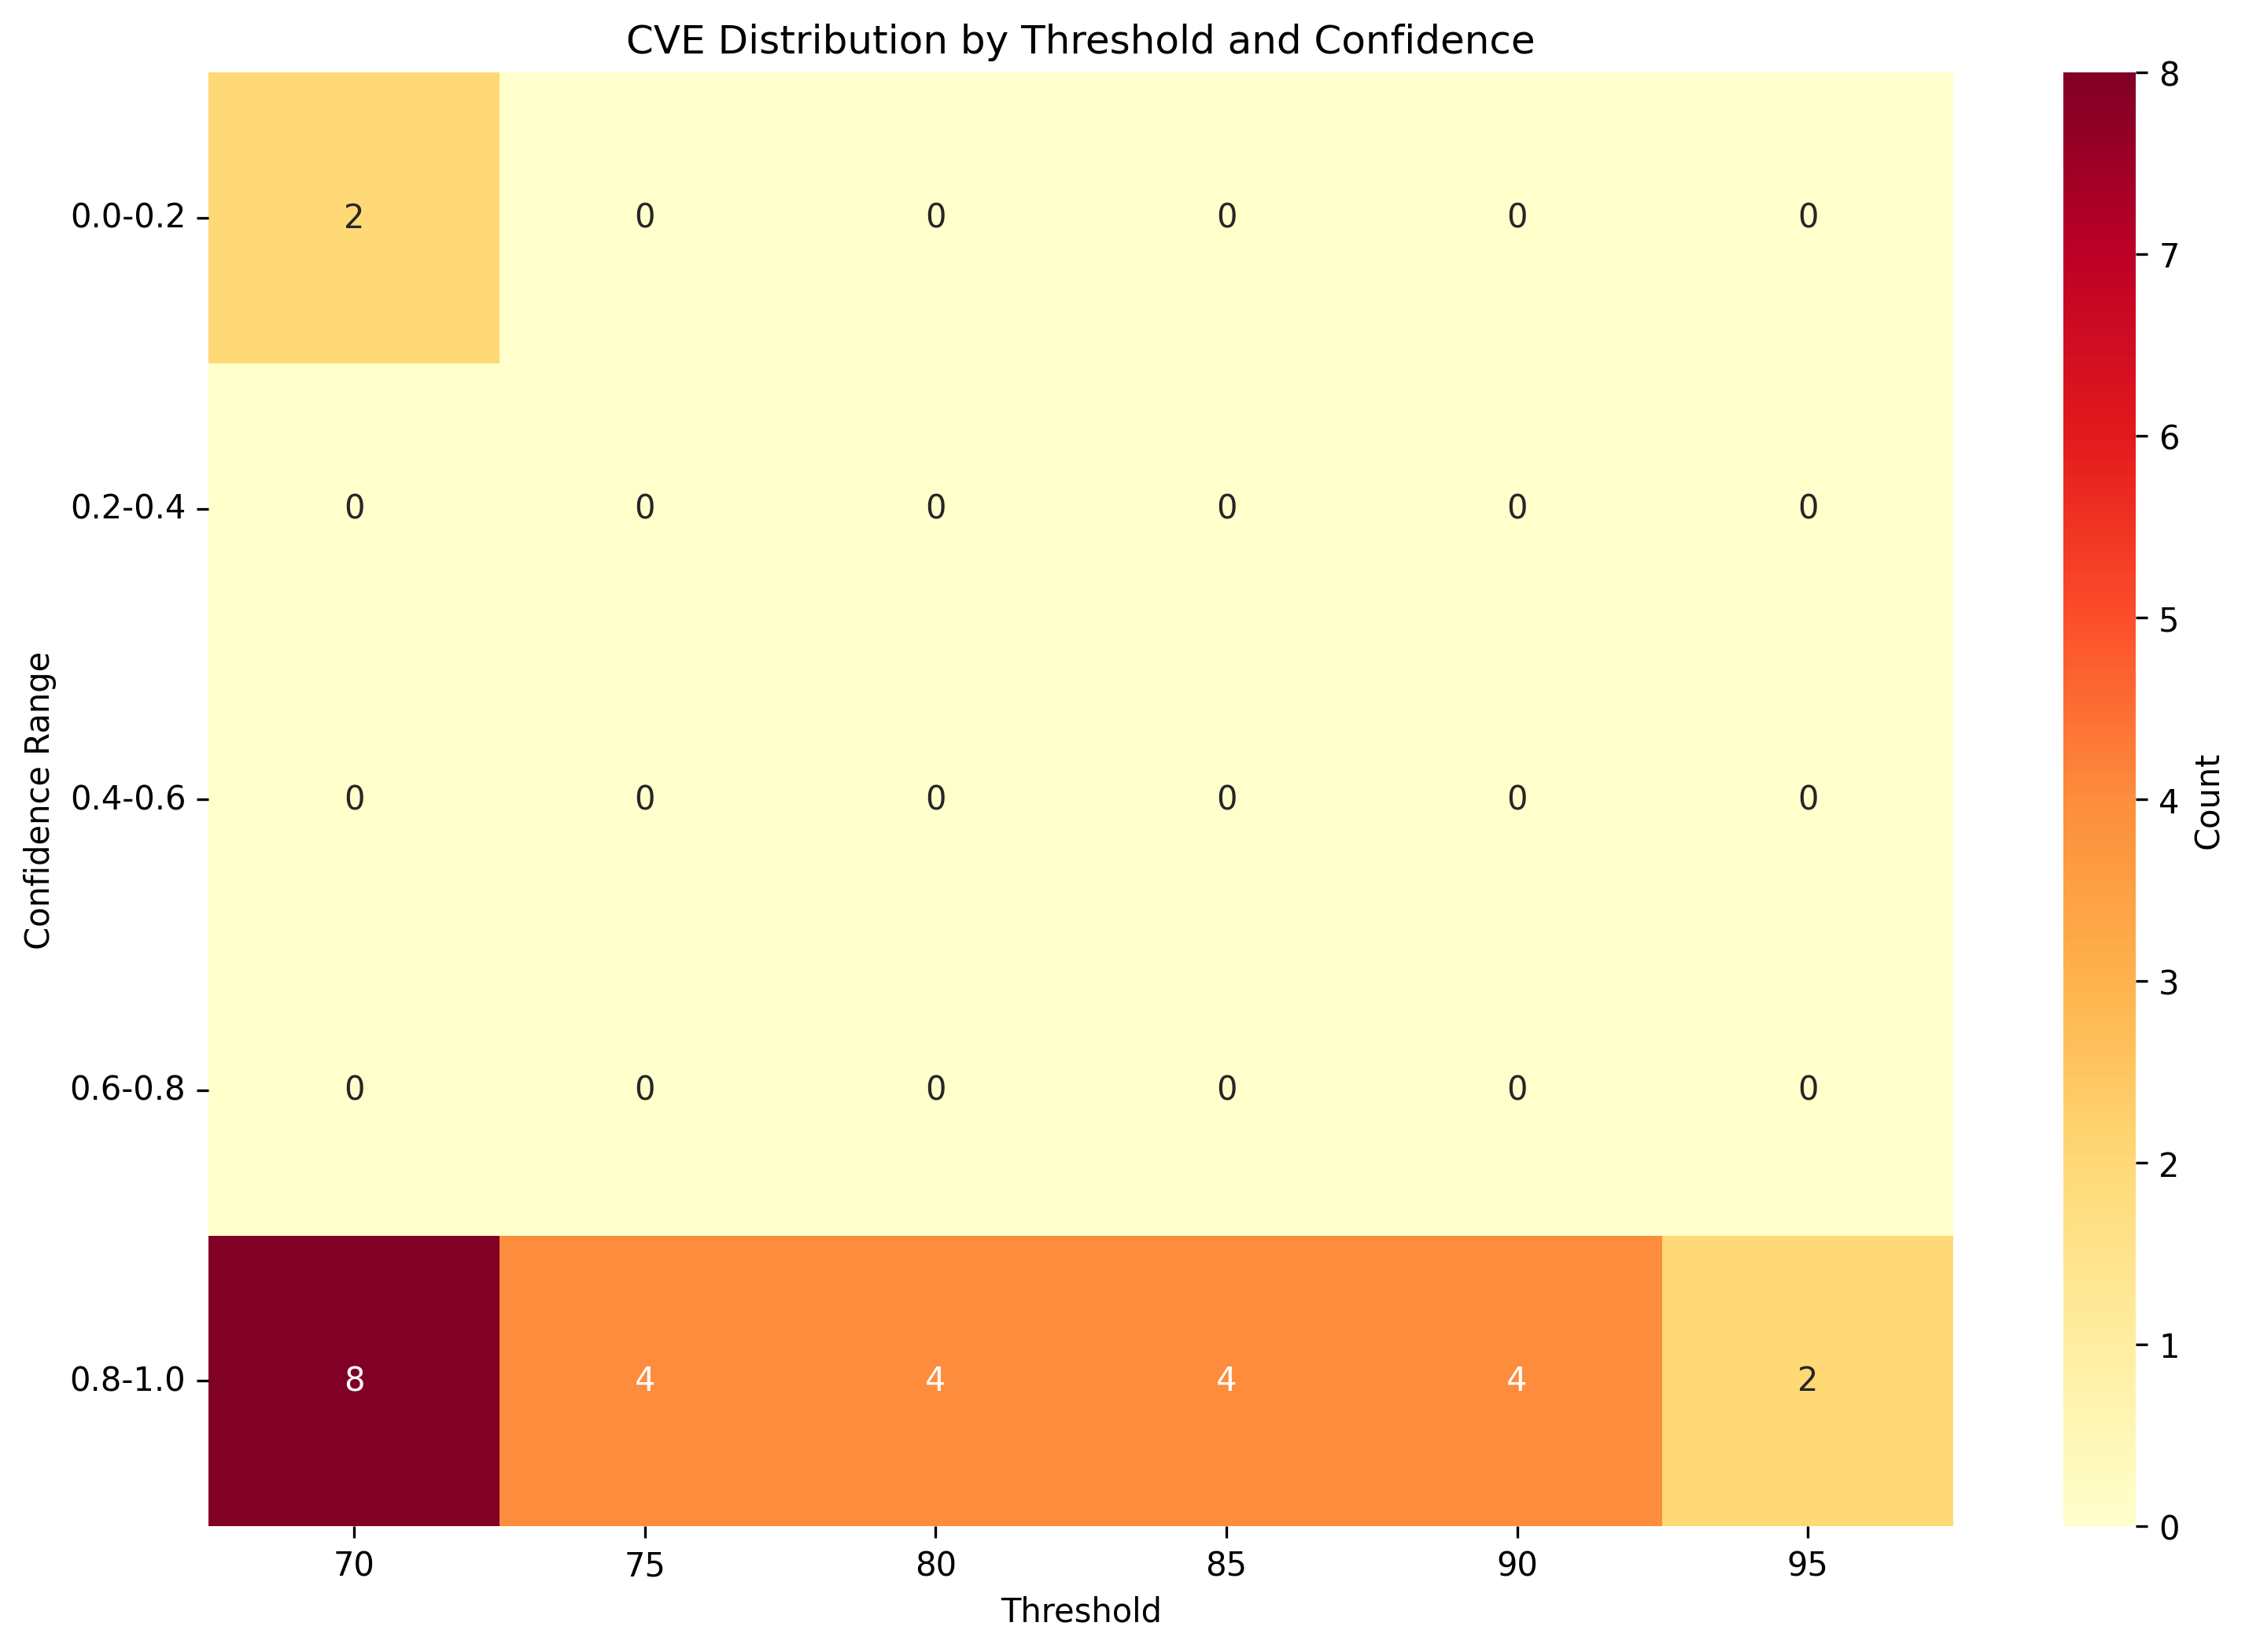 CVE Distribution by Threshold and Confidence
Confidence Range
0.0-0.2 2 0 0 0 0 0
0.2-0.4 0 0 0 0 0 0
0.4-0.6 0 0 0 0 0 0
0.6-0.8 0 0 0 0 0 0
0.8-1.0 8 4 4 4 4 2
70 75 80 85 90 95
Threshold
8
7
6
5
4
3
2
1
0
Count